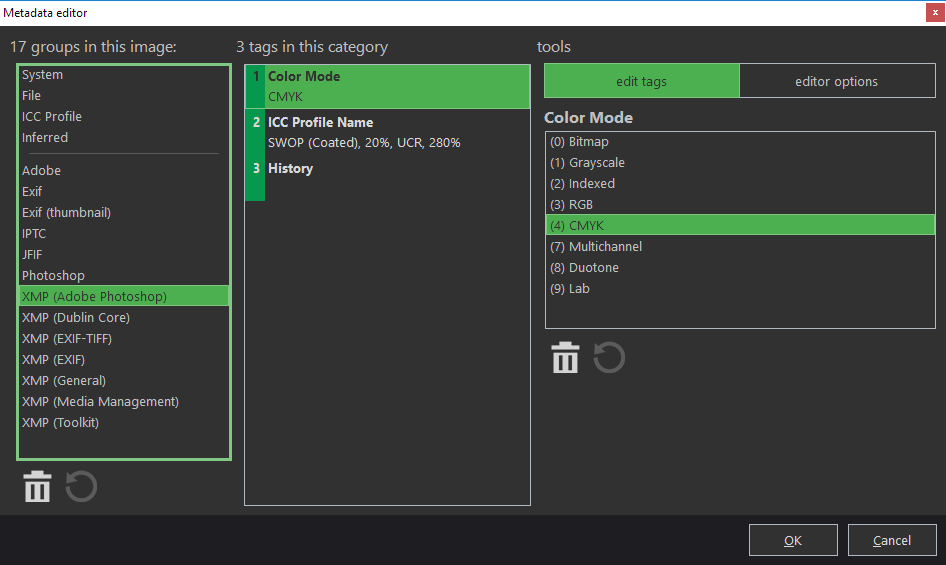 Metadata editor
x
17 groups in this image:
System
File
ICC Profile
Inferred
Adobe
Exif
Exif (thumbnail)
IPTC
JFIF
Photoshop
XMP (Adobe Photoshop)
XMP (Dublin Core)
XMP (EXIF-TIFF)
XMP (EXIF)
XMP (General)
XMP (Media Management)
XMP (Toolkit)
3 tags in this category
1 Color Mode
CMYK
2 ICC Profile Name
SWOP (Coated), 20%, UCR, 280%
3 History
tools
edit tags
editor options
Color Mode
(0) Bitmap
(1) Grayscale
(2) Indexed
(3) RGB
(4) CMYK
(7) Multichannel
(8) Duotone
(9) Lab
OK
Cancel